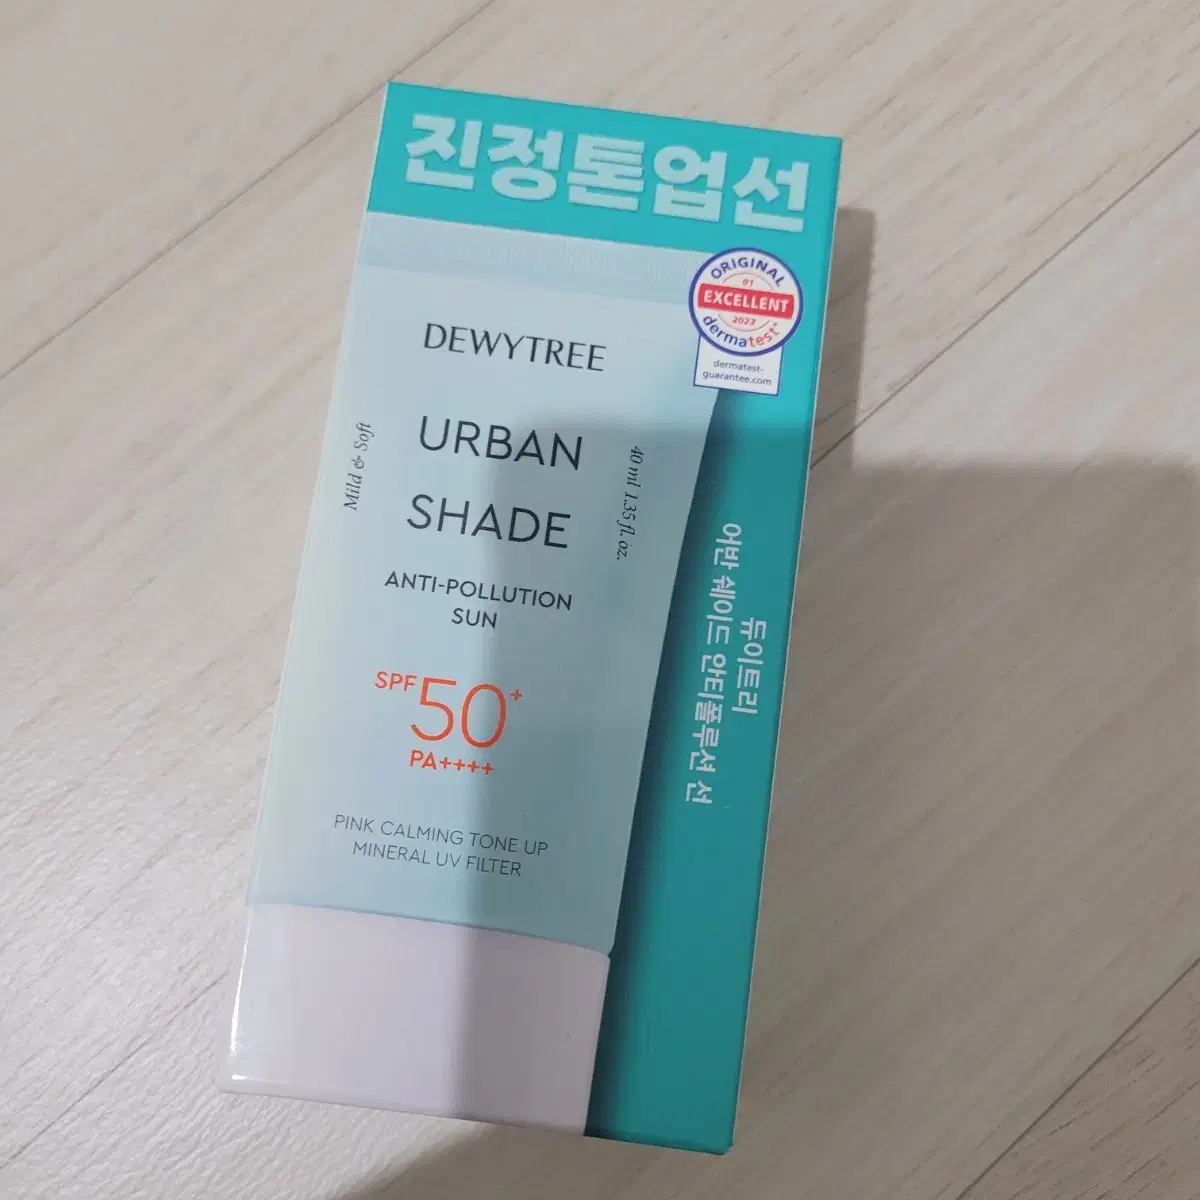 진정톤업선
ORIGINAL
01
EXCELLENT
2023
dermatest
dermatest-
guarantee.com
DEWYTREE
URBAN
SHADE
Mild & Soft
40 ml 1.35 fl. oz.
ANTI-POLLUTION
SUN
SPF 50+
PA++++
PINK CALMING TONE UP
MINERAL UV FILTER
듀이트리
어반 쉐이드 안티폴루션 선